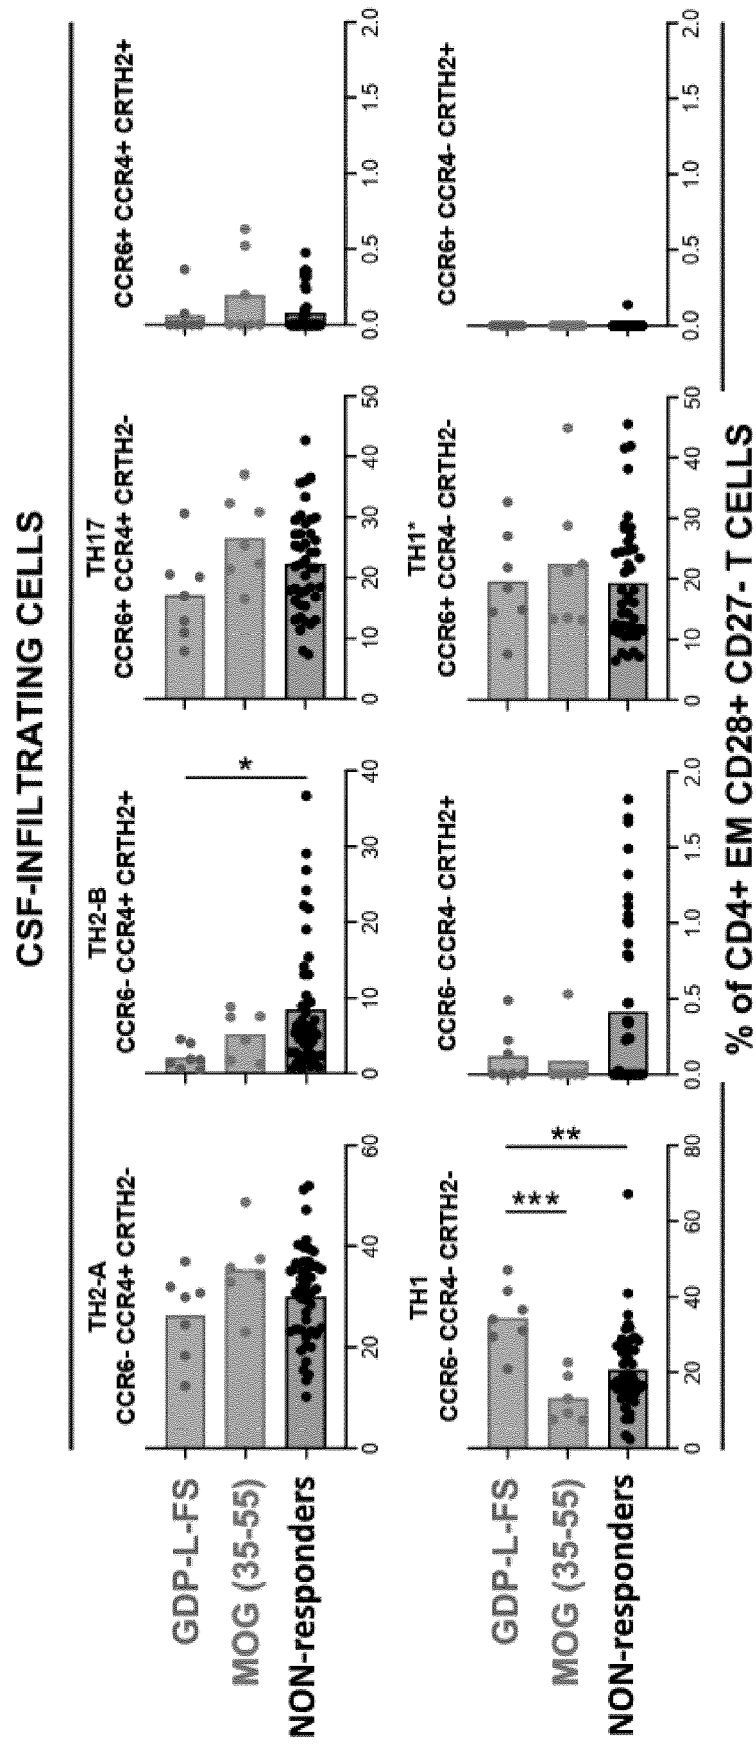 CSF-INFILTRATING CELLS
TH2-A
CCR6- CCR4+ CRTH2-
TH2-B
CCR6- CCR4+ CRTH2+
TH17
CCR6+ CCR4+ CRTH2-
CCR6+ CCR4+ CRTH2+
GDP-L-FS
MOG (35-55)
NON-responders
*
0 20 40 60
0 10 20 30 40
0 10 20 30 40 50
0.0 0.5 1.0 1.5 2.0
TH1
CCR6- CCR4- CRTH2-
CCR6- CCR4- CRTH2+
TH1*
CCR6+ CCR4- CRTH2-
CCR6+ CCR4- CRTH2+
GDP-L-FS
MOG (35-55)
NON-responders
***
**
0 20 40 60 80
0.0 0.5 1.0 1.5 2.0
0 10 20 30 40 50
0.0 0.5 1.0 1.5 2.0
% of CD4+ EM CD28+ CD27- T CELLS